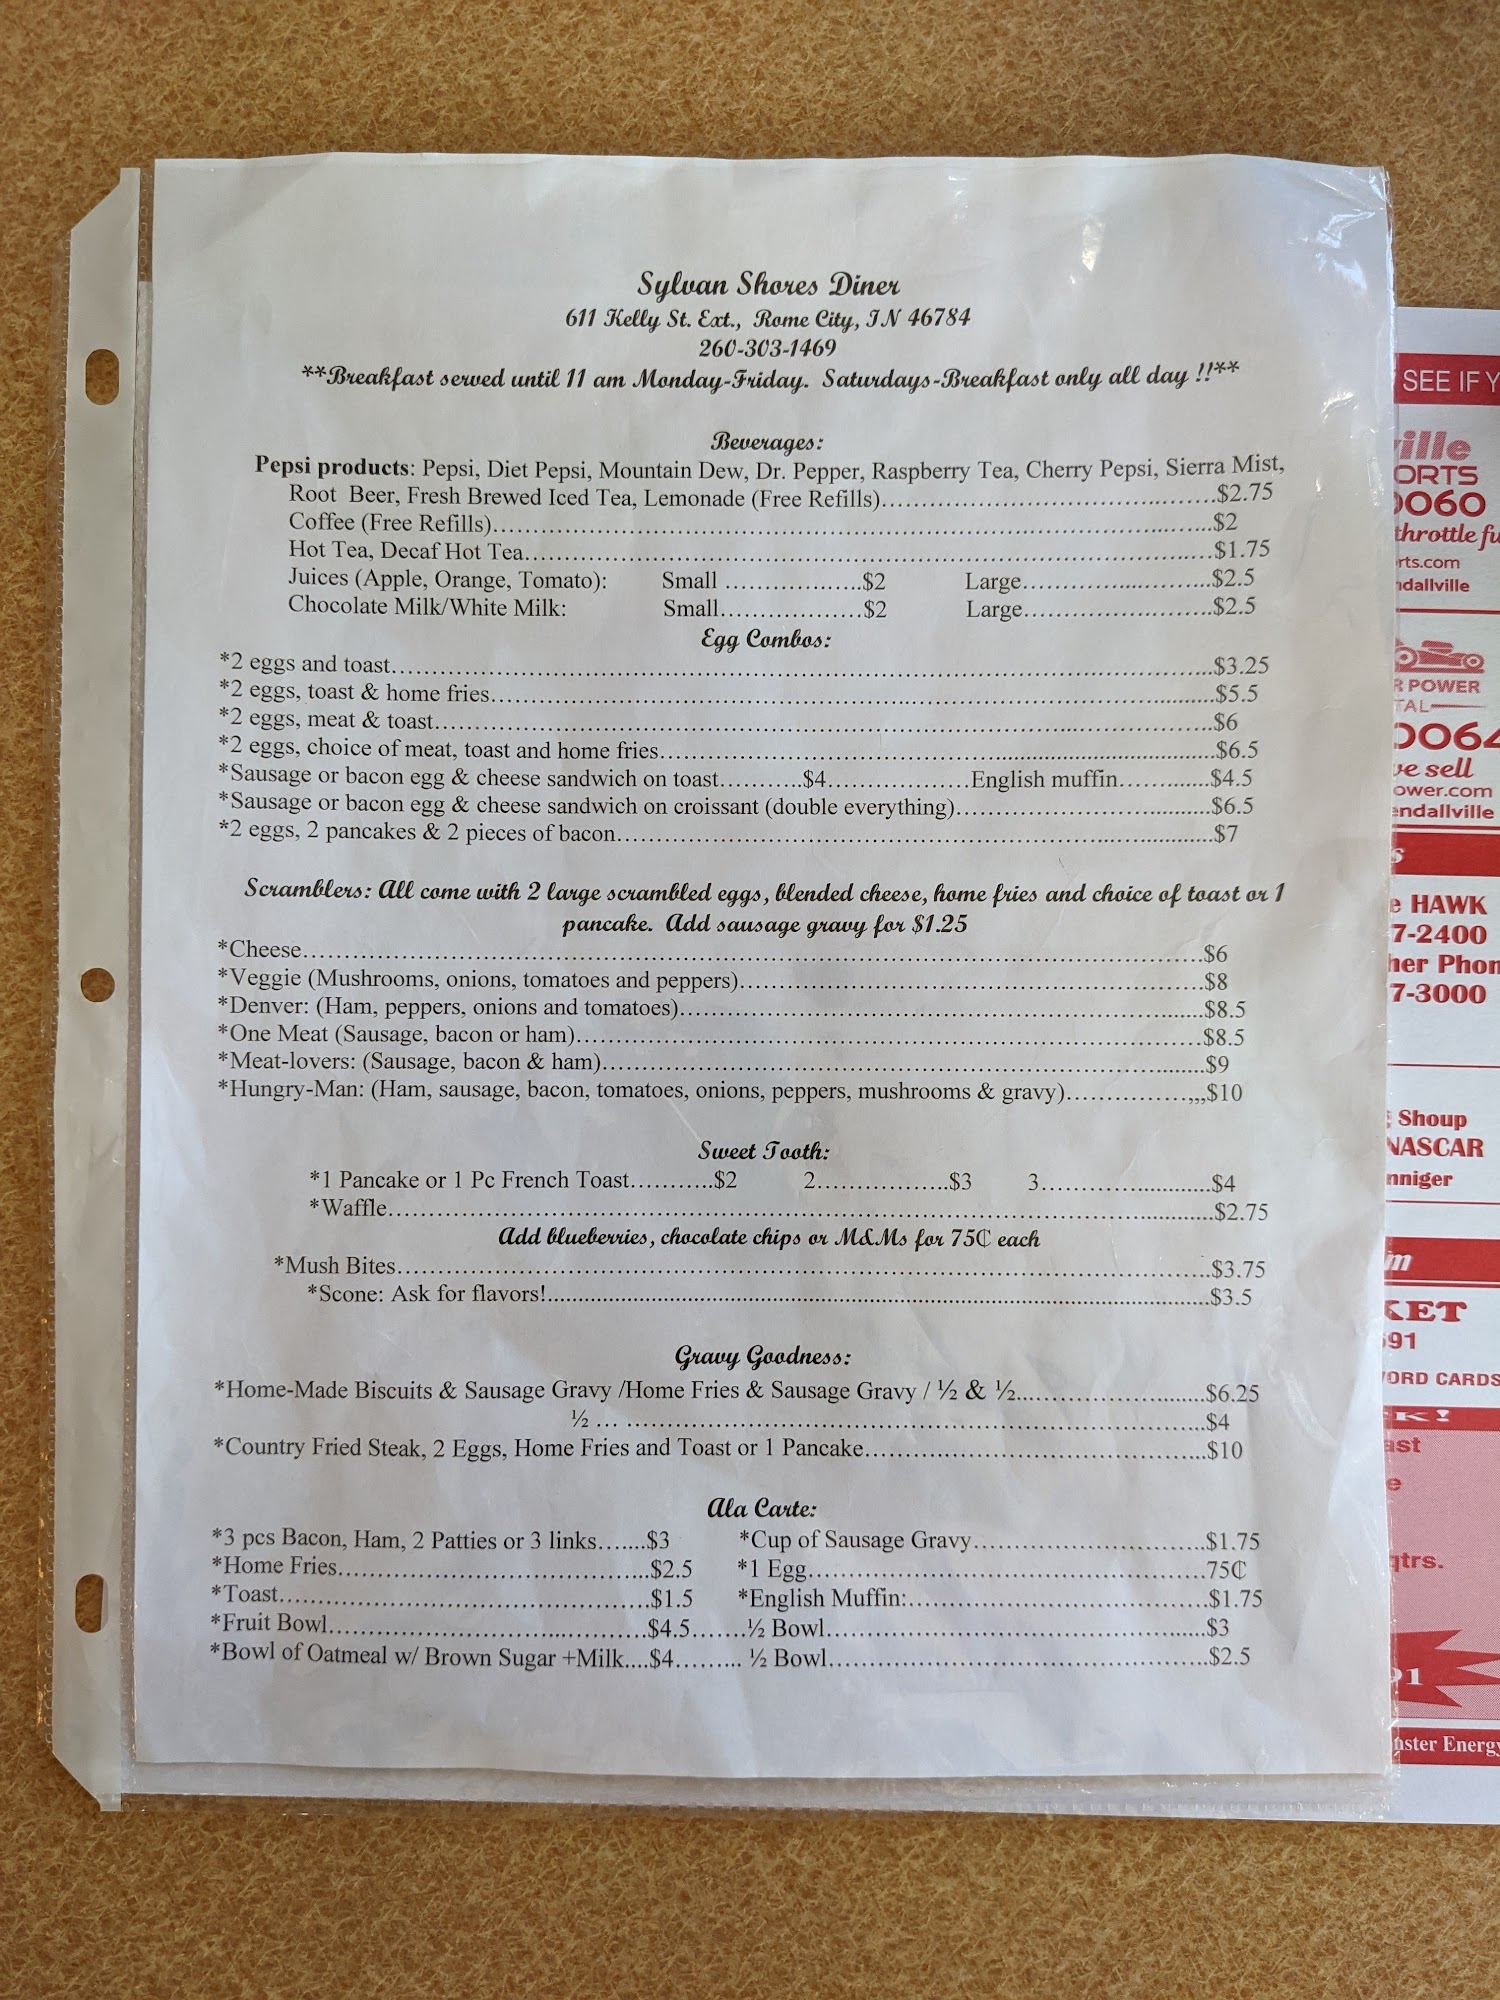 Sylvan Shores Diner
611 Kelly St. Ext., Rome City, IN 46784
260-303-1469
**Breakfast served until 11 am Monday-Friday. Saturdays-Breakfast only all day !!**
Beverages:
Pepsi products: Pepsi, Diet Pepsi, Mountain Dew, Dr. Pepper, Raspberry Tea, Cherry Pepsi, Sierra Mist,
Root Beer, Fresh Brewed Iced Tea, Lemonade (Free Refills)..........$2.75
Coffee (Free Refills)..........$2
Hot Tea, Decaf Hot Tea..........$1.75
Juices (Apple, Orange, Tomato): Small ..........$2 Large..........$2.5
Chocolate Milk/White Milk: Small..........$2 Large..........$2.5
Egg Combos:
*2 eggs and toast..........$3.25
*2 eggs, toast & home fries..........$5.5
*2 eggs, meat & toast..........$6
*2 eggs, choice of meat, toast and home fries..........$6.5
*Sausage or bacon egg & cheese sandwich on toast..........$4..........English muffin..........$4.5
*Sausage or bacon egg & cheese sandwich on croissant (double everything)..........$6.5
*2 eggs, 2 pancakes & 2 pieces of bacon..........$7
Scramblers: All come with 2 large scrambled eggs, blended cheese, home fries and choice of toast or 1
pancake. Add sausage gravy for $1.25
*Cheese..........$6
*Veggie (Mushrooms, onions, tomatoes and peppers)..........$8
*Denver: (Ham, peppers, onions and tomatoes)..........$8.5
*One Meat (Sausage, bacon or ham)..........$8.5
*Meat-lovers: (Sausage, bacon & ham)..........$9
*Hungry-Man: (Ham, sausage, bacon, tomatoes, onions, peppers, mushrooms & gravy)..........,,,,$10
Sweet Tooth:
*1 Pancake or 1 Pc French Toast..........$2 2..........$3 3..........$4
*Waffle..........$2.75
Add blueberries, chocolate chips or M&Ms for 75₵ each
*Mush Bites..........$3.75
*Scone: Ask for flavors!..........$3.5
Gravy Goodness:
*Home-Made Biscuits & Sausage Gravy /Home Fries & Sausage Gravy / ½ & ½..........$6.25
½ ... ..........$4
*Country Fried Steak, 2 Eggs, Home Fries and Toast or 1 Pancake..........$10
Ala Carte:
*3 pcs Bacon, Ham, 2 Patties or 3 links.......$3 *Cup of Sausage Gravy..........$1.75
*Home Fries..........$2.5 *1 Egg..........75₵
*Toast..........$1.5 *English Muffin:..........$1.75
*Fruit Bowl..........$4.5.......½ Bowl..........$3
*Bowl of Oatmeal w/ Brown Sugar +Milk....$4......... ½ Bowl..........$2.5
SEE IF Y
ville
ORTS
0060
throttle fu
rts.com
ndallville
R POWER
TAL
0064
we sell
ower.com
endallville
s
e HAWK
7-2400
her Phon
7-3000
Shoup
NASCAR
nniger
m
KET
591
ORD CARDS
CK!
ast
e
qtrs.
91
nster Energy